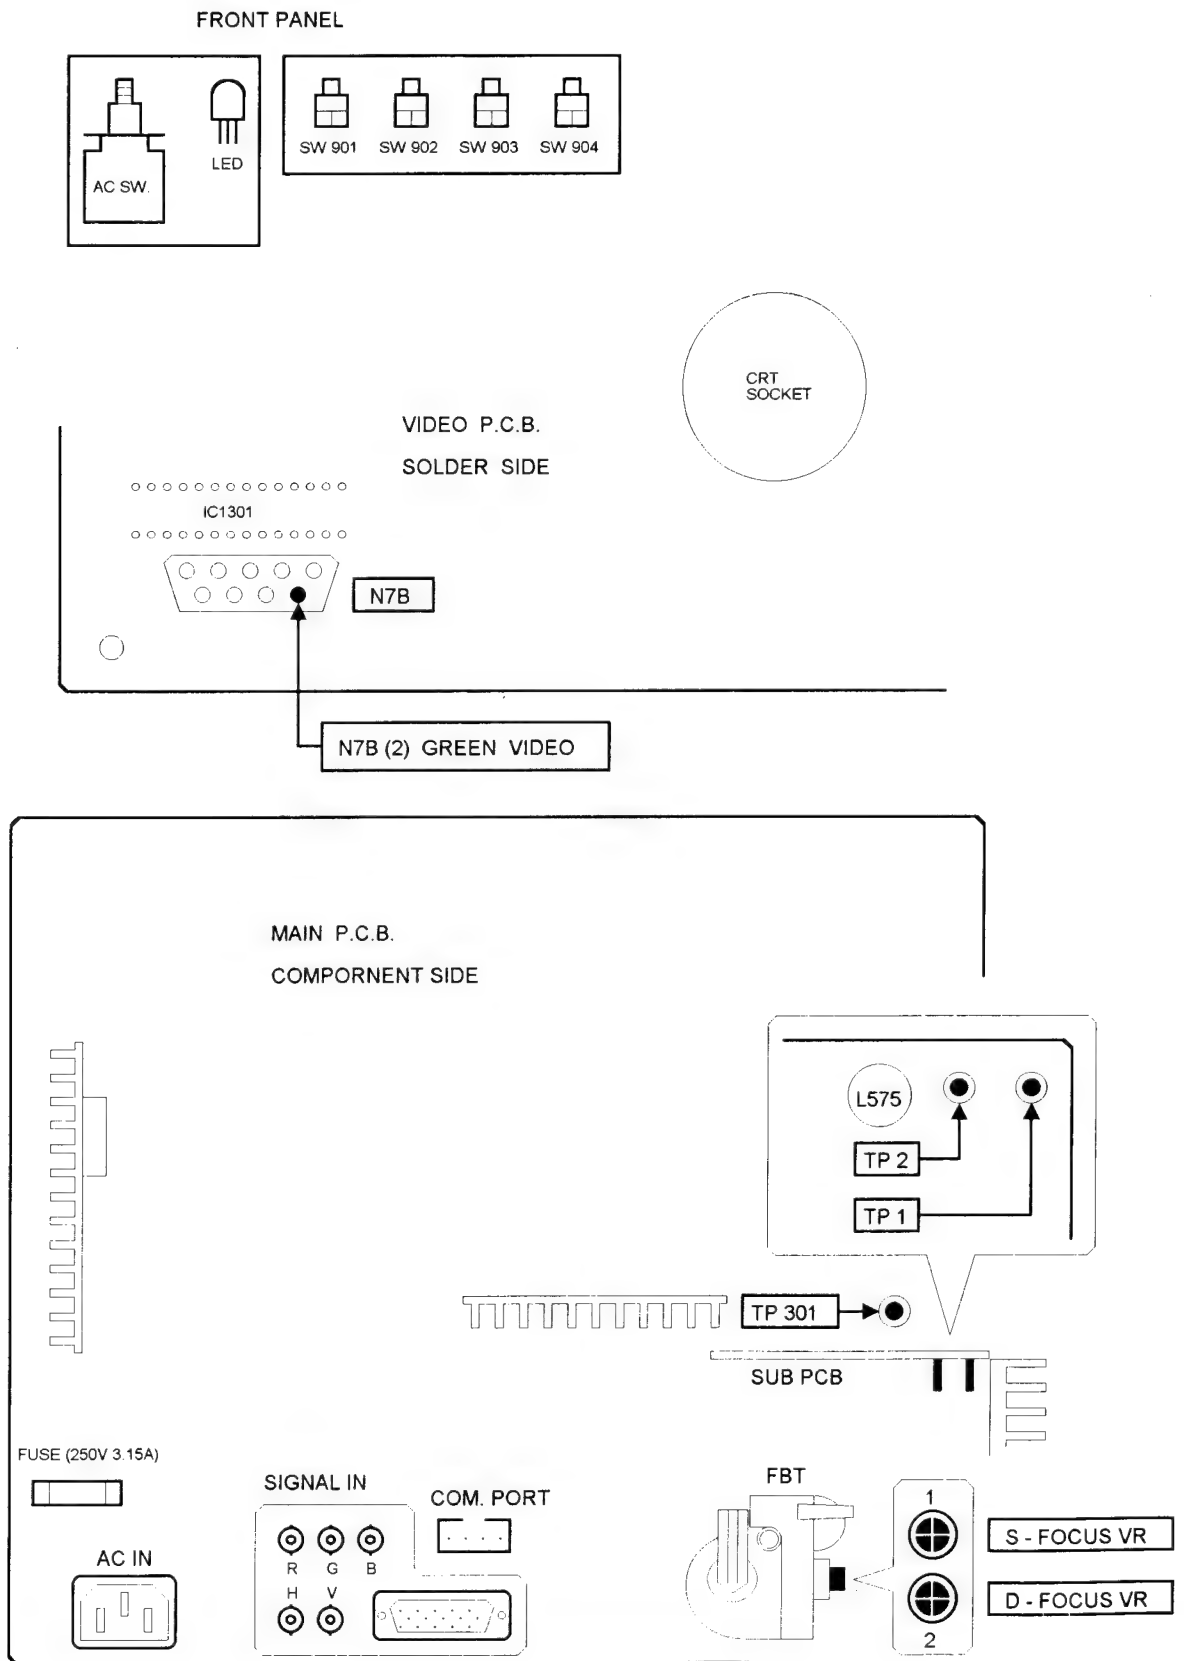 FRONT PANEL
AC SW.
LED
SW 901
SW 902
SW 903
SW 904
CRT
SOCKET
VIDEO P.C.B.
SOLDER SIDE
IC1301
N7B
N7B (2) GREEN VIDEO
MAIN P.C.B.
COMPORNENT SIDE
L575
TP 2
TP 1
TP 301
SUB PCB
FUSE (250V 3.15A)
SIGNAL IN
COM. PORT
R G B
H V
AC IN
FBT
1
S - FOCUS VR
D - FOCUS VR
2